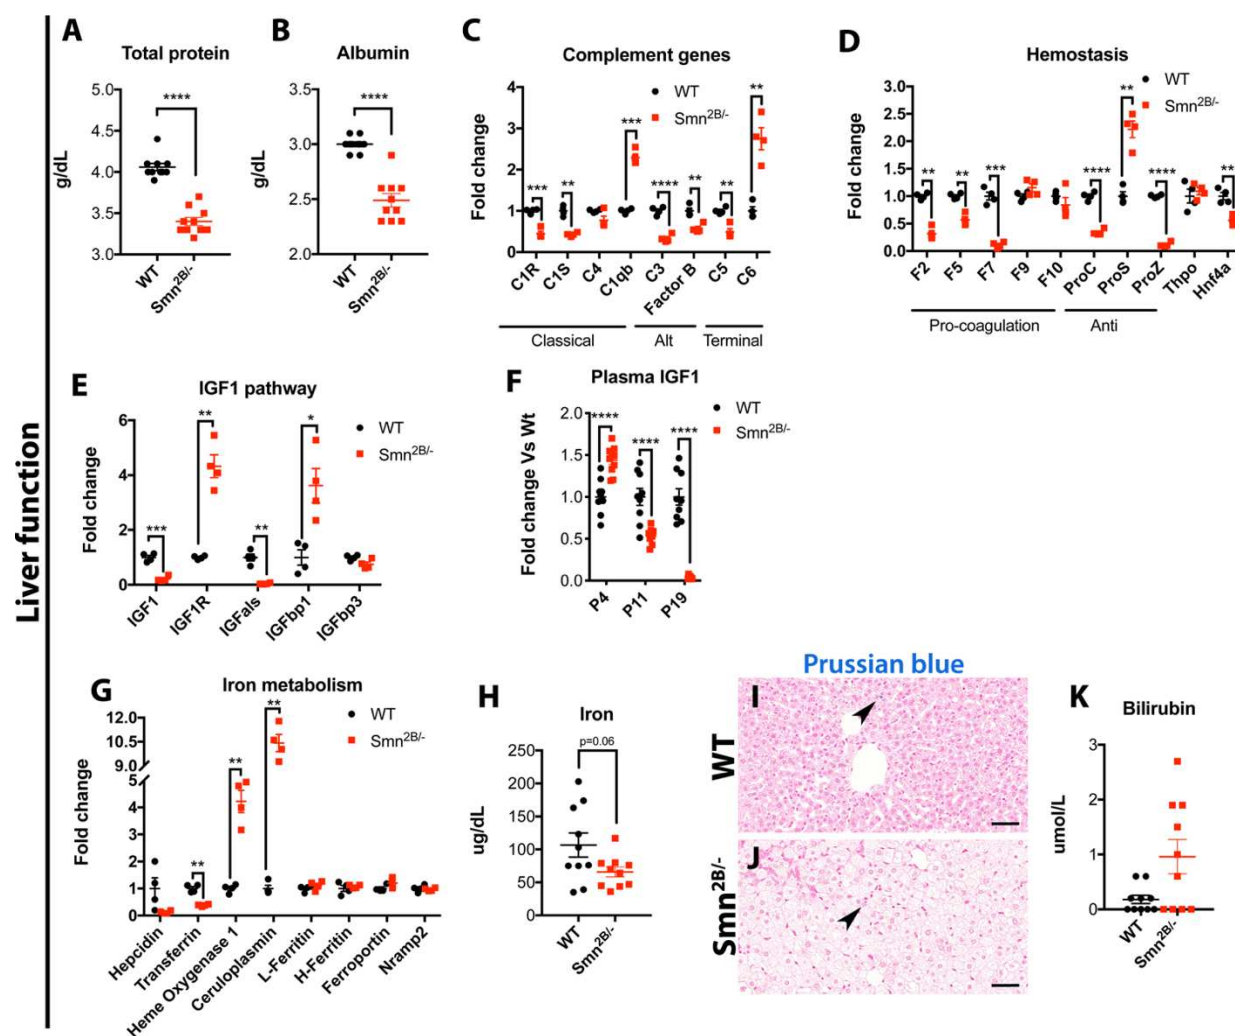 Liver function
A
Total protein
g/dL
5.0
4.5
4.0
3.5
3.0
****
WT
Smn2B/-
B
Albumin
g/dL
3.5
3.0
2.5
2.0
****
WT
Smn2B/-
C
Complement genes
WT
Smn2B/-
Fold change
4
2
1
0
*** ** *** **** ** ** **
C1R C1S C4 C1qb C3 Factor B C5 C6
Classical Alt Terminal
D
Hemostasis
WT
Smn2B/-
Fold change
3.0
2.5
2.0
1.5
1.0
0.5
0.0
** ** *** **** ** **** **
F2 F5 F7 F9 F10 ProC ProS ProZ Thpo Hnf4a
Pro-coagulation Anti
E
IGF1 pathway
WT
Smn2B/-
Fold change
6
4
2
0
*** ** ** *
IGF1 IGF1R IGFals IGFbp1 IGFbp3
F
Plasma IGF1
WT
Smn2B/-
Fold change Vs Wt
2.0
1.5
1.0
0.5
0.0
**** **** ****
P4 P11 P19
G
Iron metabolism
WT
Smn2B/-
Fold change
12.0
10.5
9.0
5
4
3
2
1
0
** ** **
Hepcidin Transferrin Heme Oxygenase 1 Ceruloplasmin L-Ferritin H-Ferritin Ferroportin Nramp2
H
Iron
ug/dL
250
200
150
100
50
0
p=0.06
WT
Smn2B/-
Prussian blue
I
WT
J
Smn2B/-
K
Bilirubin
umol/L
3
2
1
0
WT
Smn2B/-